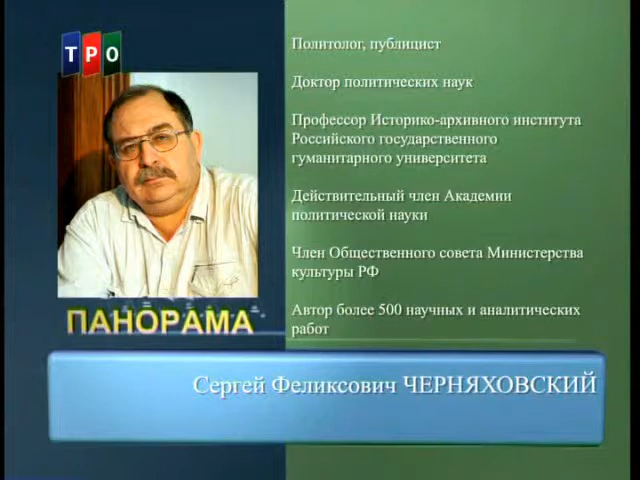 ТРО
Политолог, публицист
Доктор политических наук
Профессор Историко-архивного института
Российского государственного
гуманитарного университета
Действительный член Академии
политической науки
Член Общественного совета Министерства
культуры РФ
Автор более 500 научных и аналитических
работ
ПАНОРАМА
Сергей Феликсович ЧЕРНЯХОВСКИЙ